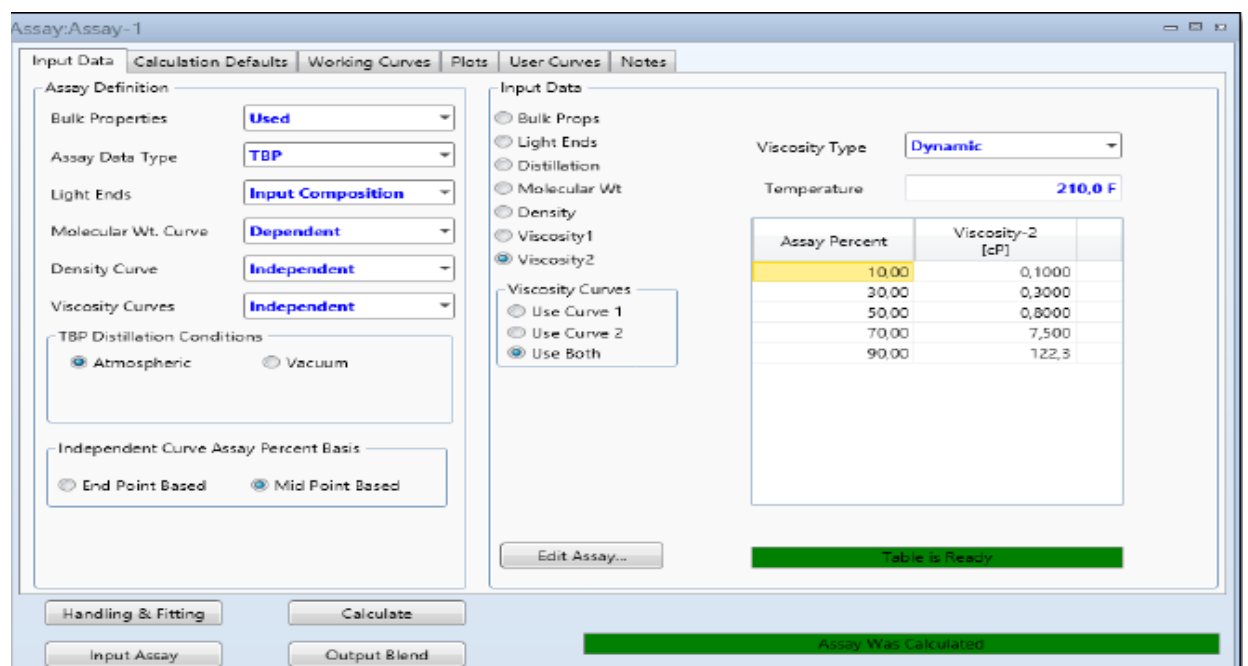 Assay:Assay-1
Input Data Calculation Defaults Working Curves Plots User Curves Notes
Assay Definition
Bulk Properties Used
Assay Data Type TBP
Light Ends Input Composition
Molecular Wt. Curve Dependent
Density Curve Independent
Viscosity Curves Independent
TBP Distillation Conditions
Atmospheric Vacuum
Independent Curve Assay Percent Basis
End Point Based Mid Point Based
Input Data
Bulk Props
Light Ends
Distillation
Molecular Wt
Density
Viscosity1
Viscosity2
Viscosity Curves
Use Curve 1
Use Curve 2
Use Both
Viscosity Type Dynamic
Temperature 210,0 F
Assay Percent Viscosity-2
[cP]
10,00 0,1000
30,00 0,3000
50,00 0,8000
70,00 7,500
90,00 122,3
Edit Assay... Table is Ready
Handling & Fitting Calculate
Assay Was Calculated
Input Assay Output Blend